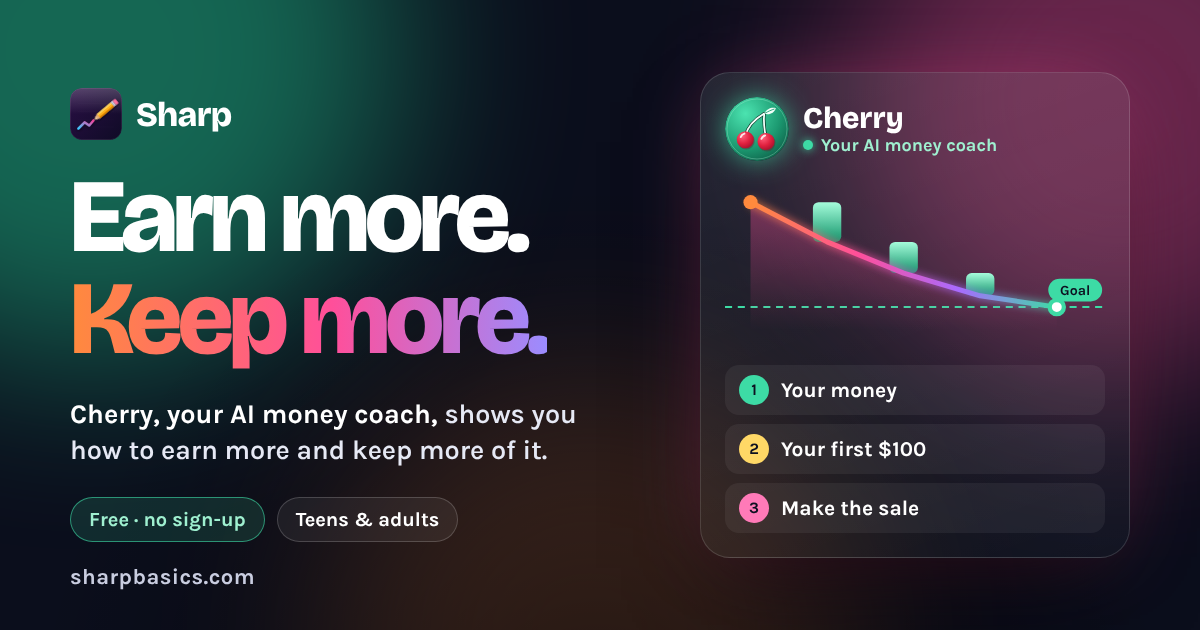 Sharp
Earn more.
Keep more.
Cherry, your AI money coach, shows you
how to earn more and keep more of it.
Free · no sign-up
Teens & adults
sharpbasics.com
Cherry
Your AI money coach
Goal
1 Your money
2 Your first $100
3 Make the sale